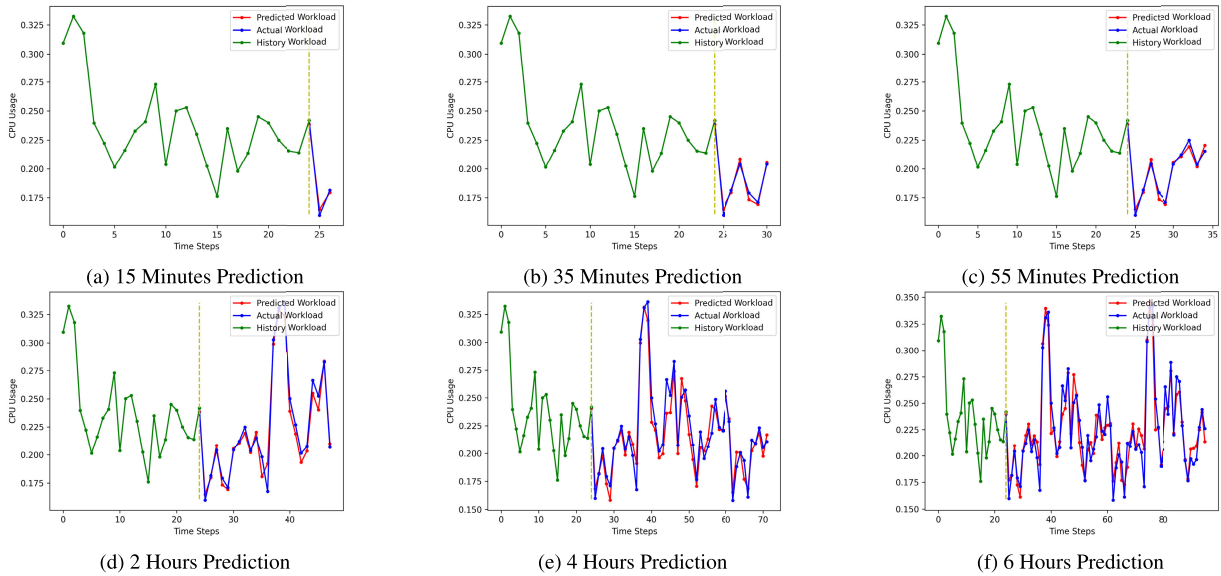 Predicted Workload
Actual Workload
History Workload
0.325
0.300
0.275
0.250
0.225
0.200
0.175
CPU Usage
0 5 10 15 20 25
Time Steps
(a) 15 Minutes Prediction
Predicted Workload
Actual Workload
History Workload
0.325
0.300
0.275
0.250
0.225
0.200
0.175
CPU Usage
0 5 10 15 20 25 30
Time Steps
(b) 35 Minutes Prediction
Predicted Workload
Actual Workload
History Workload
0.325
0.300
0.275
0.250
0.225
0.200
0.175
CPU Usage
0 5 10 15 20 25 30 35
Time Steps
(c) 55 Minutes Prediction
Predicted Workload
Actual Workload
History Workload
0.325
0.300
0.275
0.250
0.225
0.200
0.175
CPU Usage
0 10 20 30 40
Time Steps
(d) 2 Hours Prediction
Predicted Workload
Actual Workload
History Workload
0.325
0.300
0.275
0.250
0.225
0.200
0.175
0.150
CPU Usage
0 10 20 30 40 50 60 70
Time Steps
(e) 4 Hours Prediction
Predicted Workload
Actual Workload
History Workload
0.350
0.325
0.300
0.275
0.250
0.225
0.200
0.175
0.150
CPU Usage
0 20 40 60 80
Time Steps
(f) 6 Hours Prediction